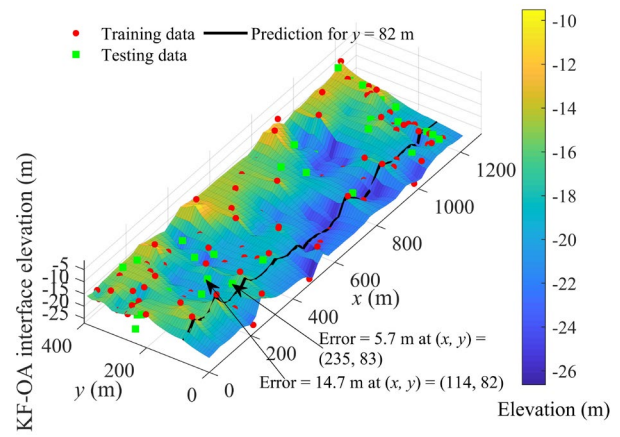 Training data
Prediction for y = 82 m
Testing data
-10
-12
-14
-16
-18
-20
-22
-24
-26
Elevation (m)
KF-OA interface elevation (m)
-5
-10
-15
-20
-25
400
200
0
y (m)
0
200
400
600
800
1000
1200
x (m)
Error = 5.7 m at (x, y) =
(235, 83)
Error = 14.7 m at (x, y) = (114, 82)